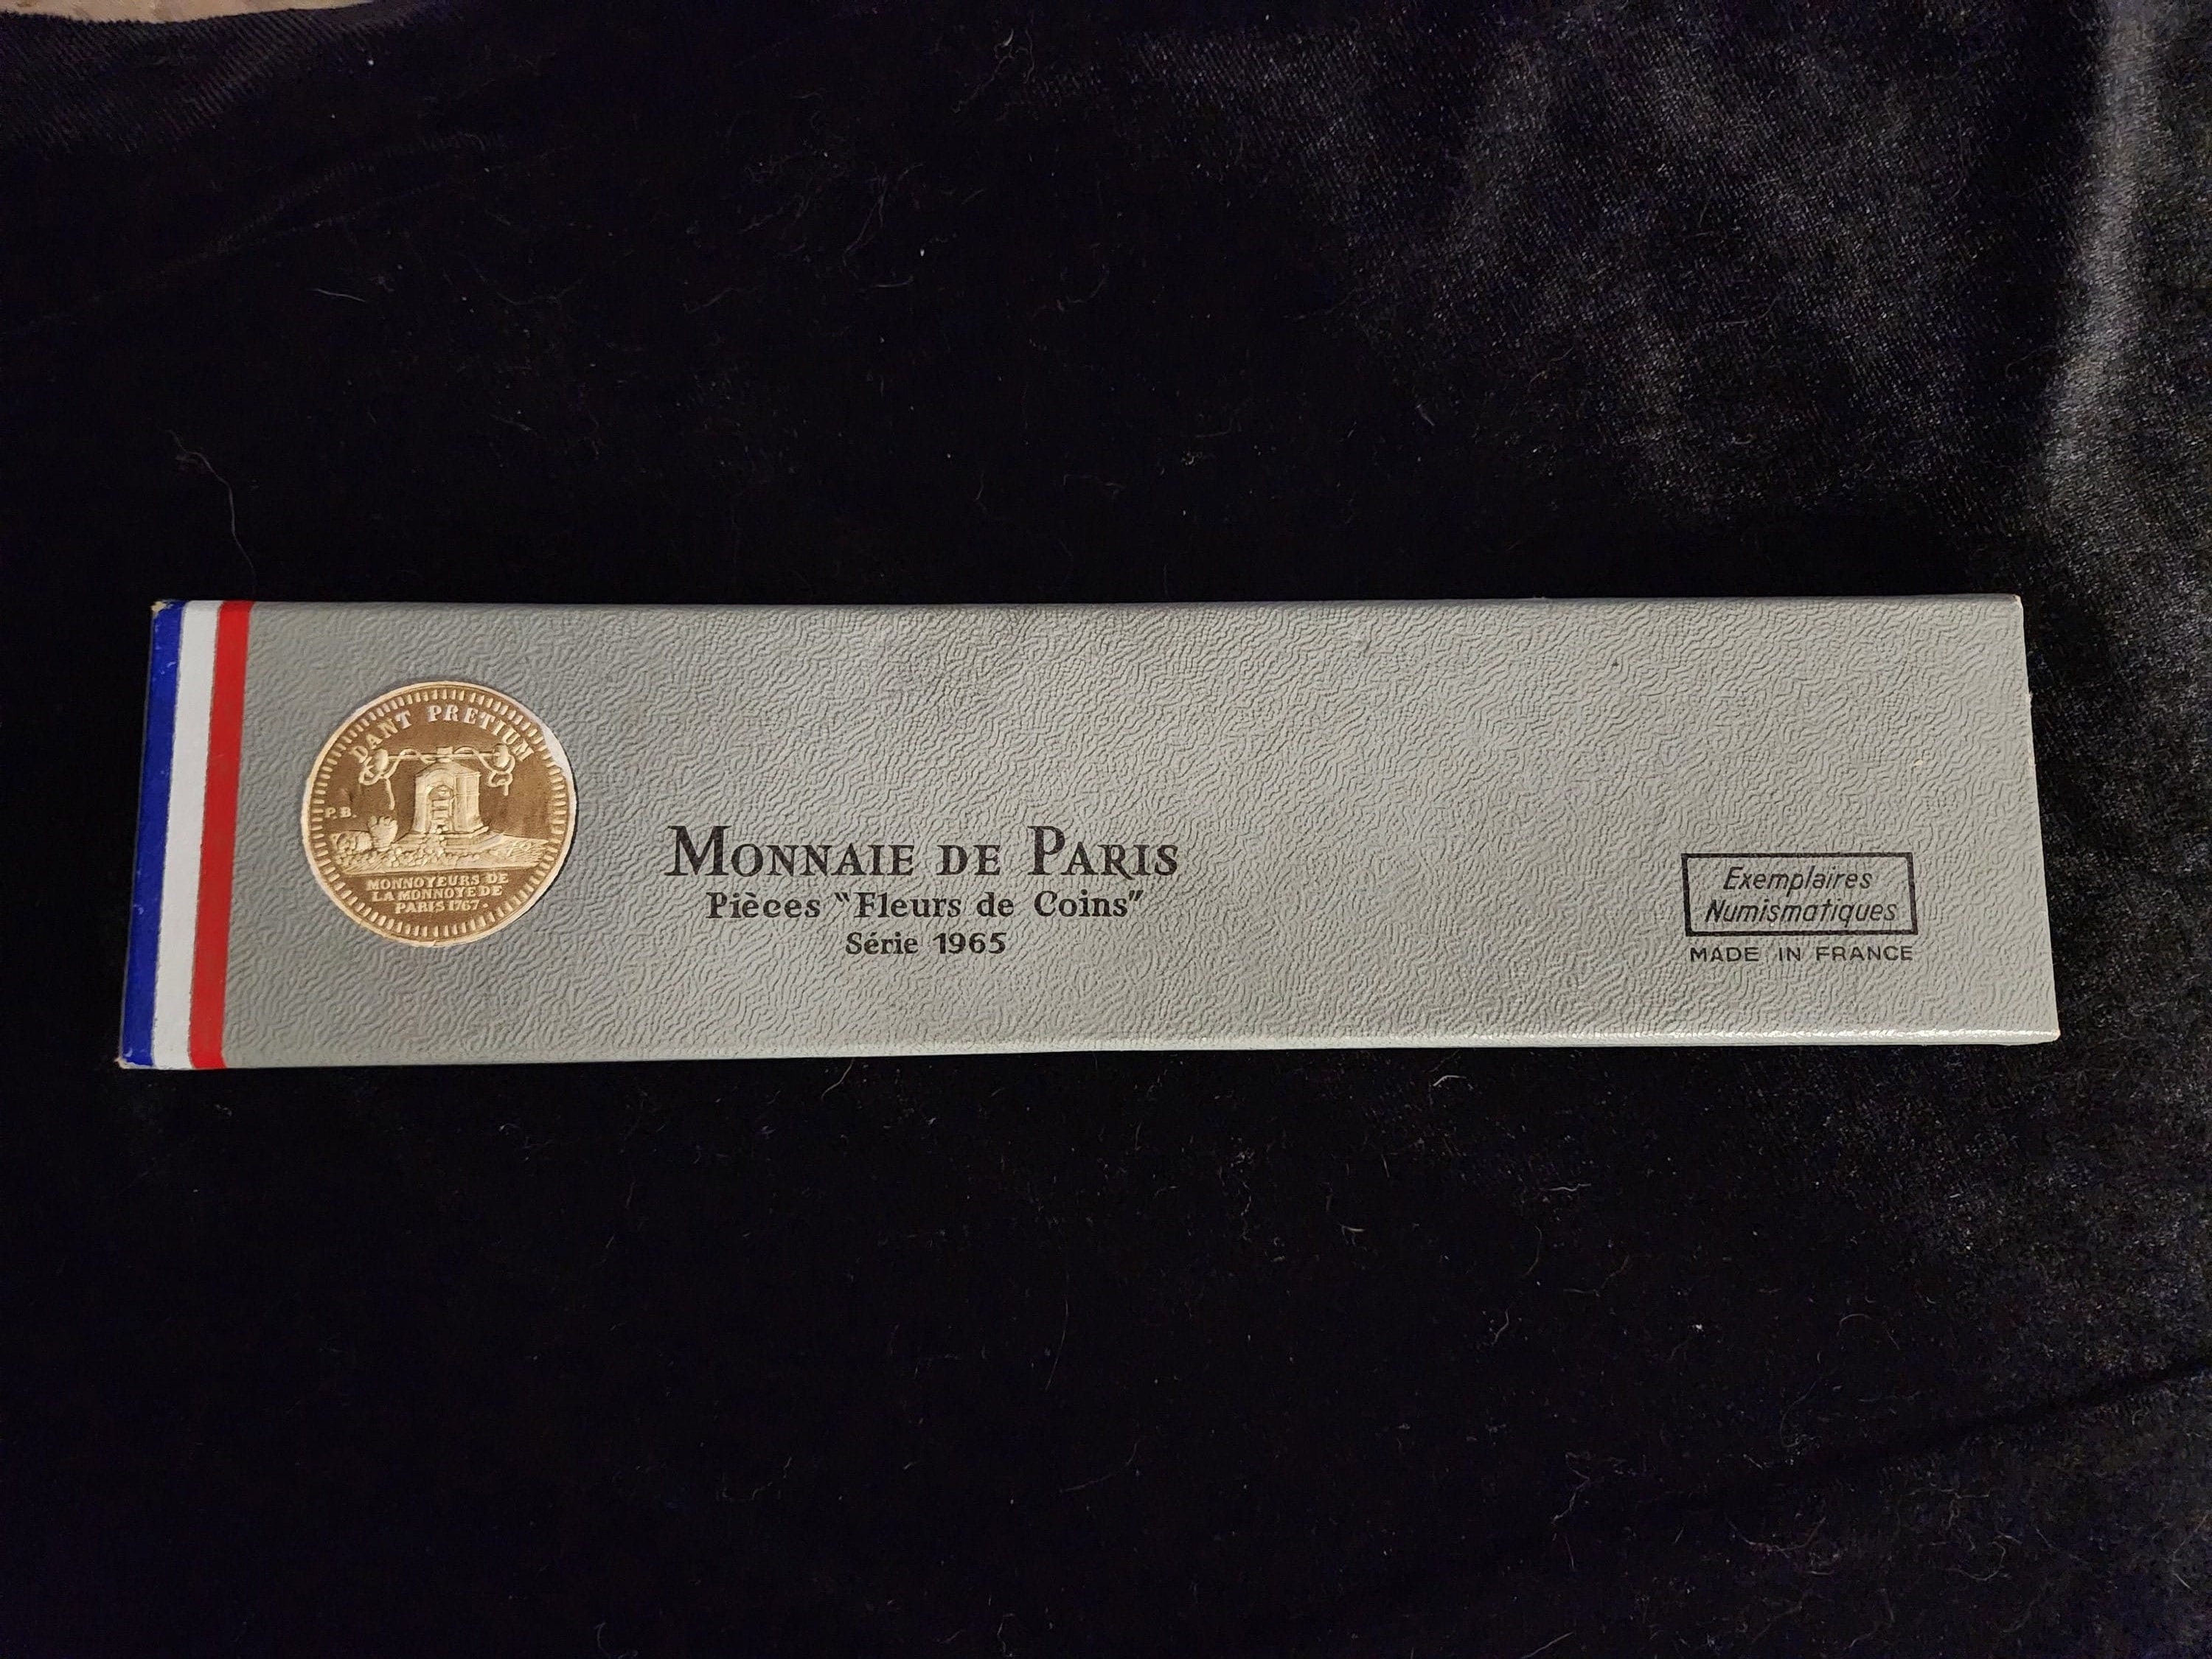 DANT PRETIUM
P.B.
MONNOYEURS DE
LA MONNOYE DE
PARIS 1767.
MONNAIE DE PARIS
Pièces "Fleurs de Coins"
Série 1965
Exemplaires
Numismatiques
MADE IN FRANCE